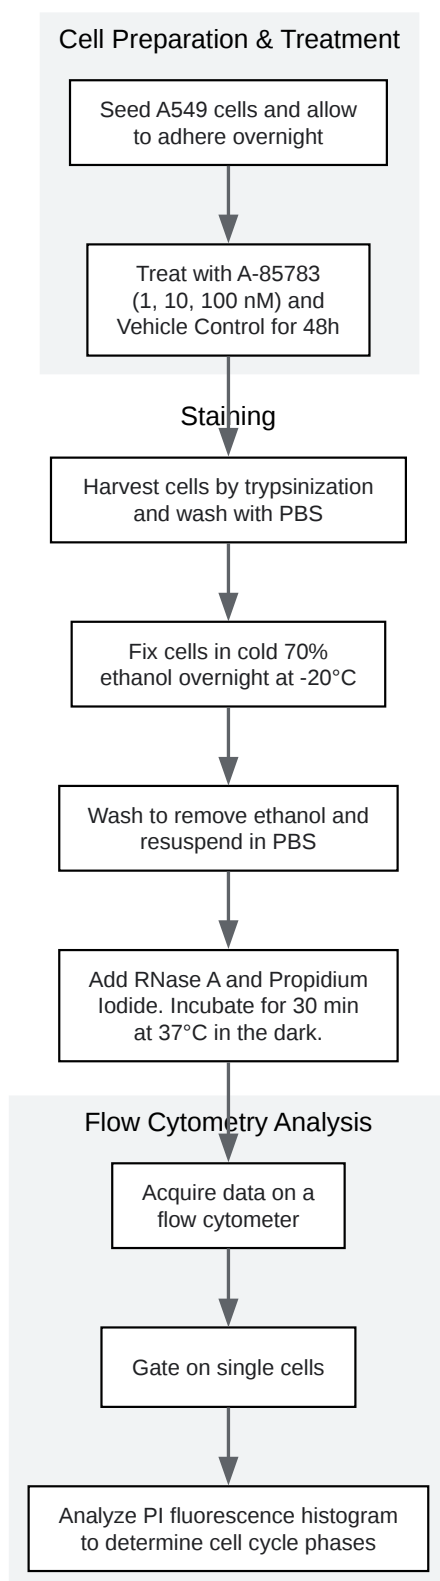 Cell Preparation & Treatment
Seed A549 cells and allow
to adhere overnight
Treat with A-85783
(1, 10, 100 nM) and
Vehicle Control for 48h
Staining
Harvest cells by trypsinization
and wash with PBS
Fix cells in cold 70%
ethanol overnight at -20°C
Wash to remove ethanol and
resuspend in PBS
Add RNase A and Propidium
Iodide. Incubate for 30 min
at 37°C in the dark.
Flow Cytometry Analysis
Acquire data on a
flow cytometer
Gate on single cells
Analyze PI fluorescence histogram
to determine cell cycle phases